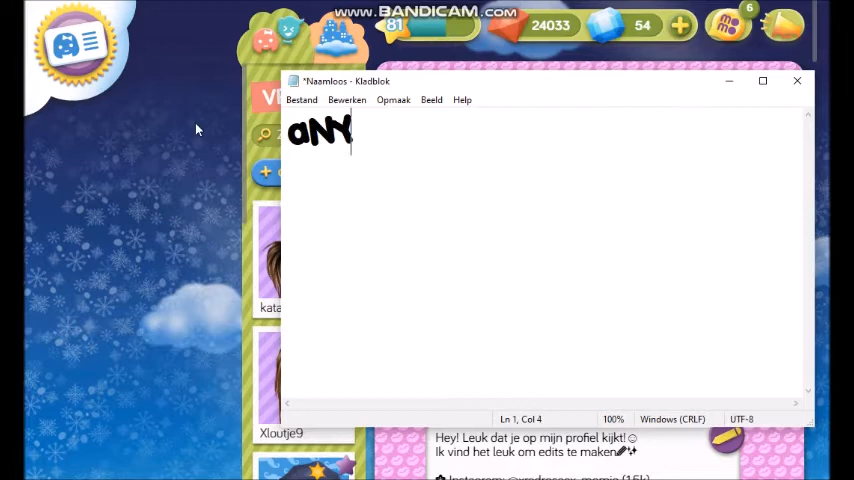 www.BANDICAM.com
81
24033
54
6
momo
*Naamloos - Kladblok
Bestand Bewerken Opmaak Beeld Help
aNY
kata
Xloutje9
Ln 1, Col 4 100% Windows (CRLF) UTF-8
Hey! Leuk dat je op mijn profiel kijkt!☺
Ik vind het leuk om edits te maken